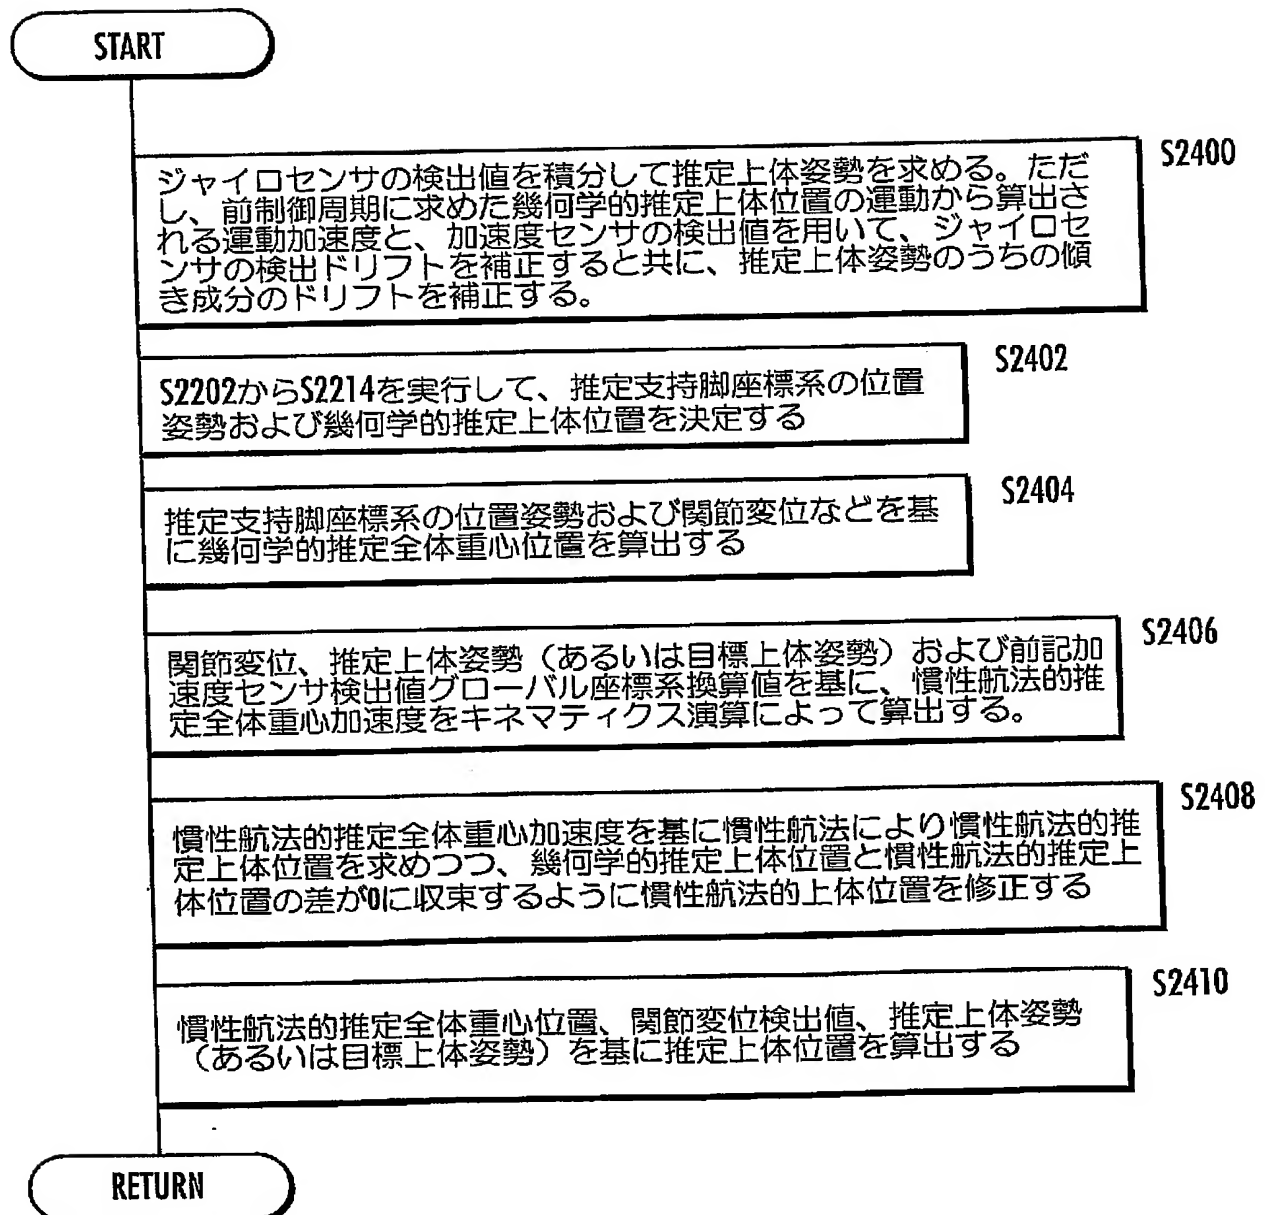 START
S2400
ジャイロセンサの検出値を積分して推定上体姿勢を求める。ただ
し、前制御周期に求めた幾何学的推定上体位置の運動から算出さ
れる運動加速度と、加速度センサの検出値を用いて、ジャイロセ
ンサの検出ドリフトを補正すると共に、推定上体姿勢のうちの傾
き成分のドリフトを補正する。
S2402
S2202からS2214を実行して、推定支持脚座標系の位置
姿勢および幾何学的推定上体位置を決定する
S2404
推定支持脚座標系の位置姿勢および関節変位などを基
に幾何学的推定全体重心位置を算出する
S2406
関節変位、推定上体姿勢（あるいは目標上体姿勢）および前記加
速度センサ検出値グローバル座標系換算値を基に、慣性航法的推
定全体重心加速度をキネマティクス演算によって算出する。
S2408
慣性航法的推定全体重心加速度を基に慣性航法により慣性航法的推
定上体位置を求めつつ、幾何学的推定上体位置と慣性航法的推定上
体位置の差が0に収束するように慣性航法的上体位置を修正する
S2410
慣性航法的推定全体重心位置、関節変位検出値、推定上体姿勢
（あるいは目標上体姿勢）を基に推定上体位置を算出する
RETURN